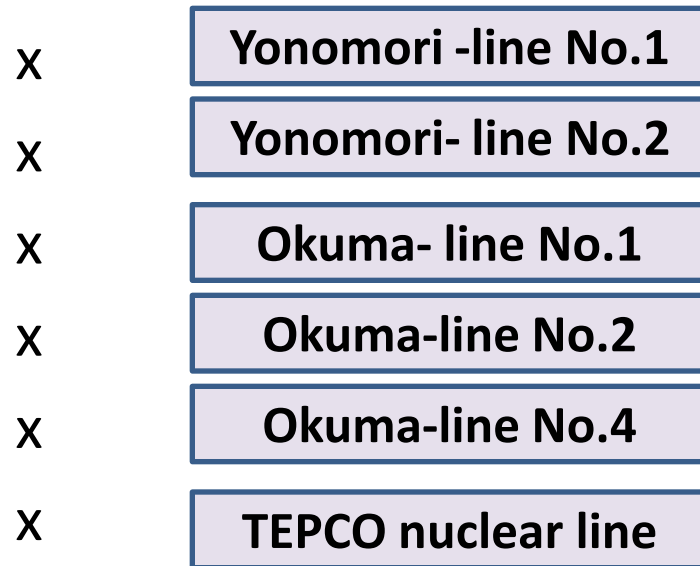 X Yonomori -line No.1
X Yonomori- line No.2
X Okuma- line No.1
X Okuma-line No.2
X Okuma-line No.4
X TEPCO nuclear line